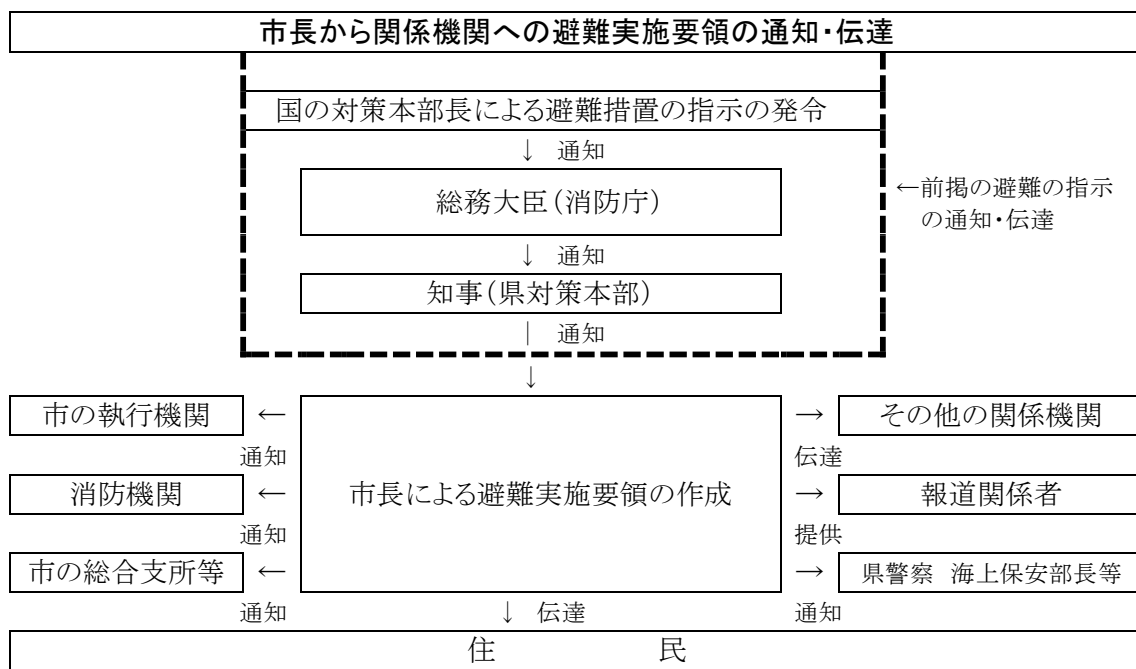 市長から関係機関への避難実施要領の通知・伝達
国の対策本部長による避難措置の指示の発令
↓ 通知
総務大臣(消防庁)
←前掲の避難の指示
の通知・伝達
↓ 通知
知事(県対策本部)
｜ 通知
↓
市の執行機関 ← → その他の関係機関
通知 伝達
消防機関 ← 市長による避難実施要領の作成 → 報道関係者
通知 提供
市の総合支所等 ← → 県警察 海上保安部長等
通知 ↓ 伝達 通知
住 民